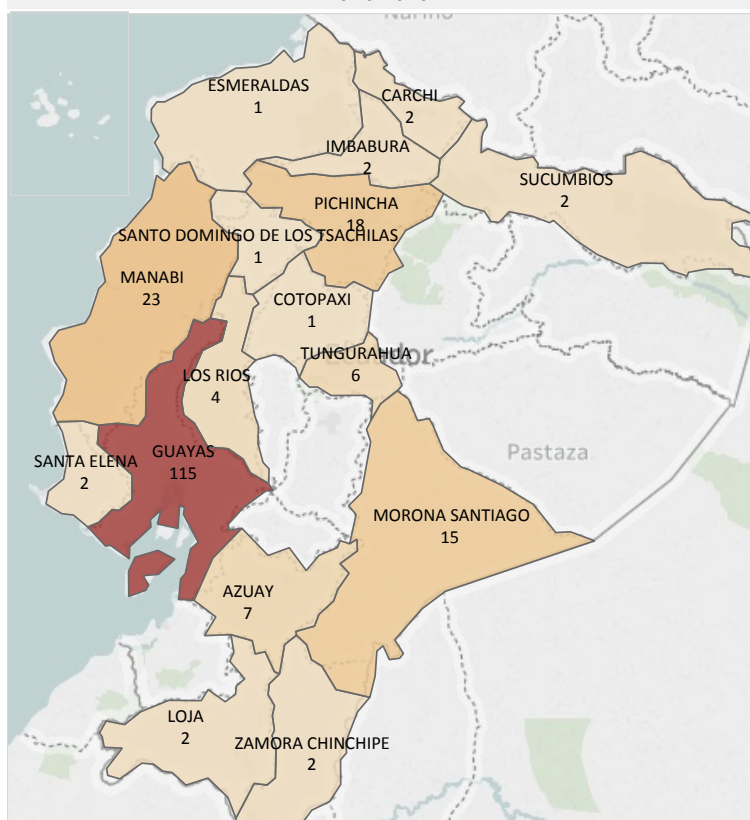 Nariño
ESMERALDAS
1
CARCHI
2
IMBABURA
2
SUCUMBIOS
2
PICHINCHA
18
SANTO DOMINGO DE LOS TSACHILAS
1
MANABI
23
COTOPAXI
1
Ecuador
TUNGURAHUA
6
LOS RIOS
4
Pastaza
GUAYAS
115
SANTA ELENA
2
MORONA SANTIAGO
15
AZUAY
7
LOJA
2
ZAMORA CHINCHIPE
2